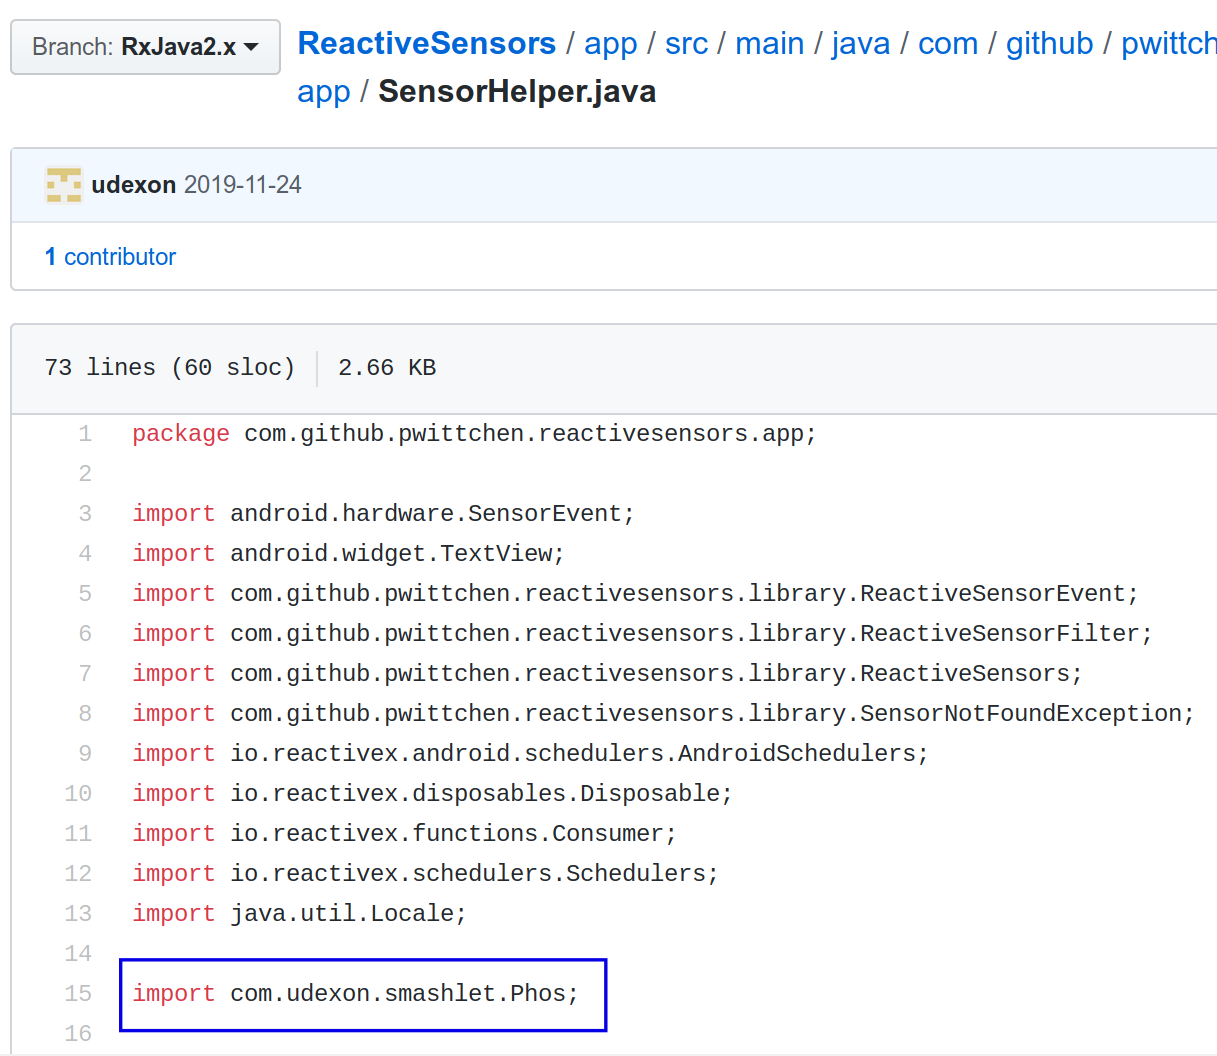 Branch: RxJava2.x
ReactiveSensors / app / src / main / java / com / github / pwittch
app / SensorHelper.java
udexon 2019-11-24
1 contributor
73 lines (60 sloc) 2.66 KB
1 package com.github.pwittchen.reactivesensors.app;
2
3 import android.hardware.SensorEvent;
4 import android.widget.TextView;
5 import com.github.pwittchen.reactivesensors.library.ReactiveSensorEvent;
6 import com.github.pwittchen.reactivesensors.library.ReactiveSensorFilter;
7 import com.github.pwittchen.reactivesensors.library.ReactiveSensors;
8 import com.github.pwittchen.reactivesensors.library.SensorNotFoundException;
9 import io.reactivex.android.schedulers.AndroidSchedulers;
10 import io.reactivex.disposables.Disposable;
11 import io.reactivex.functions.Consumer;
12 import io.reactivex.schedulers.Schedulers;
13 import java.util.Locale;
14
15 import com.udexon.smashlet.Phos;
16